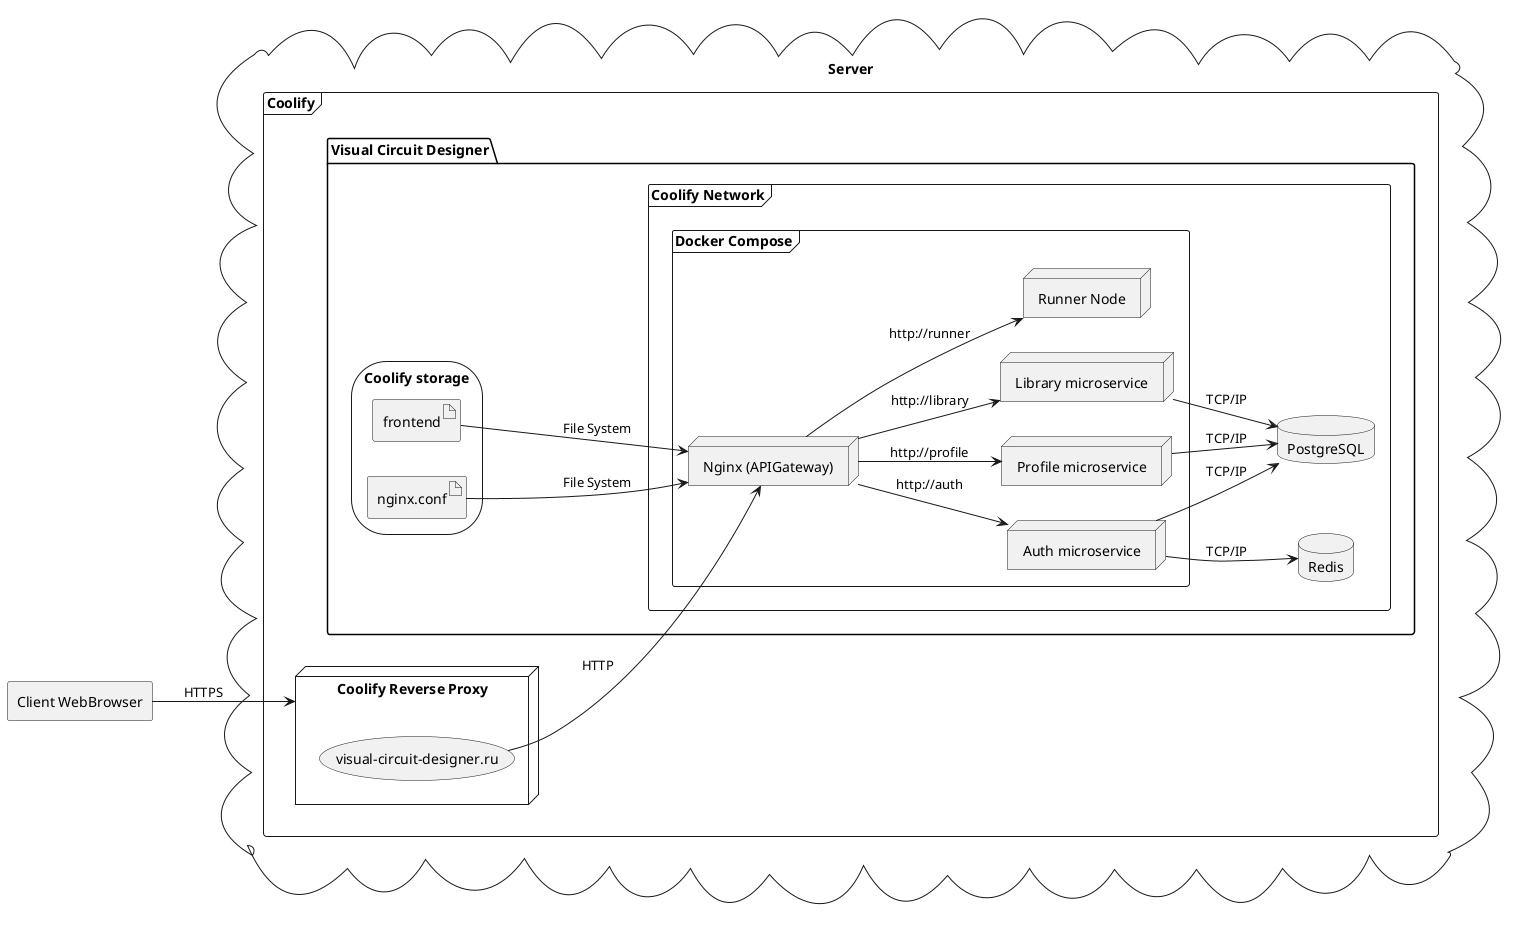 Server
Coolify
Visual Circuit Designer
Coolify Network
Docker Compose
Runner Node
http://runner
Library microservice
Coolify storage
http://library
TCP/IP
frontend
File System
Nginx (APIGateway)
http://profile
Profile microservice
TCP/IP
PostgreSQL
nginx.conf
File System
http://auth
TCP/IP
Auth microservice
TCP/IP
Redis
HTTP
Coolify Reverse Proxy
Client WebBrowser
HTTPS
visual-circuit-designer.ru